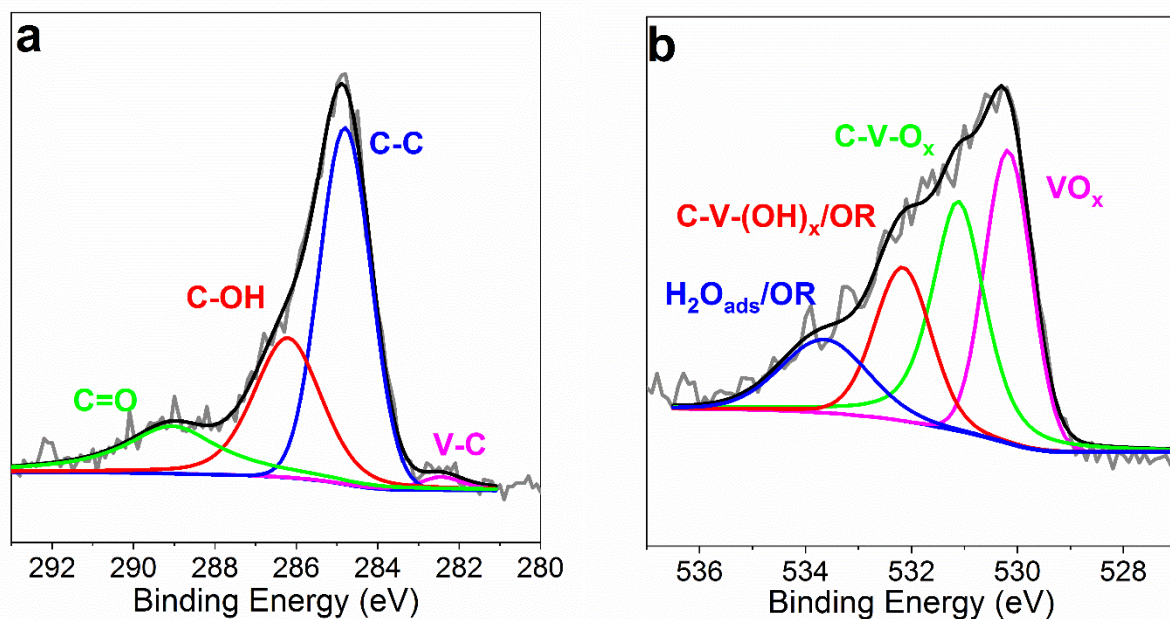 a
C-C
C-OH
C=O
V-C
292 290 288 286 284 282 280
Binding Energy (eV)
b
C-V-Oₓ
VOₓ
C-V-(OH)ₓ/OR
H₂Oads/OR
536 534 532 530 528
Binding Energy (eV)